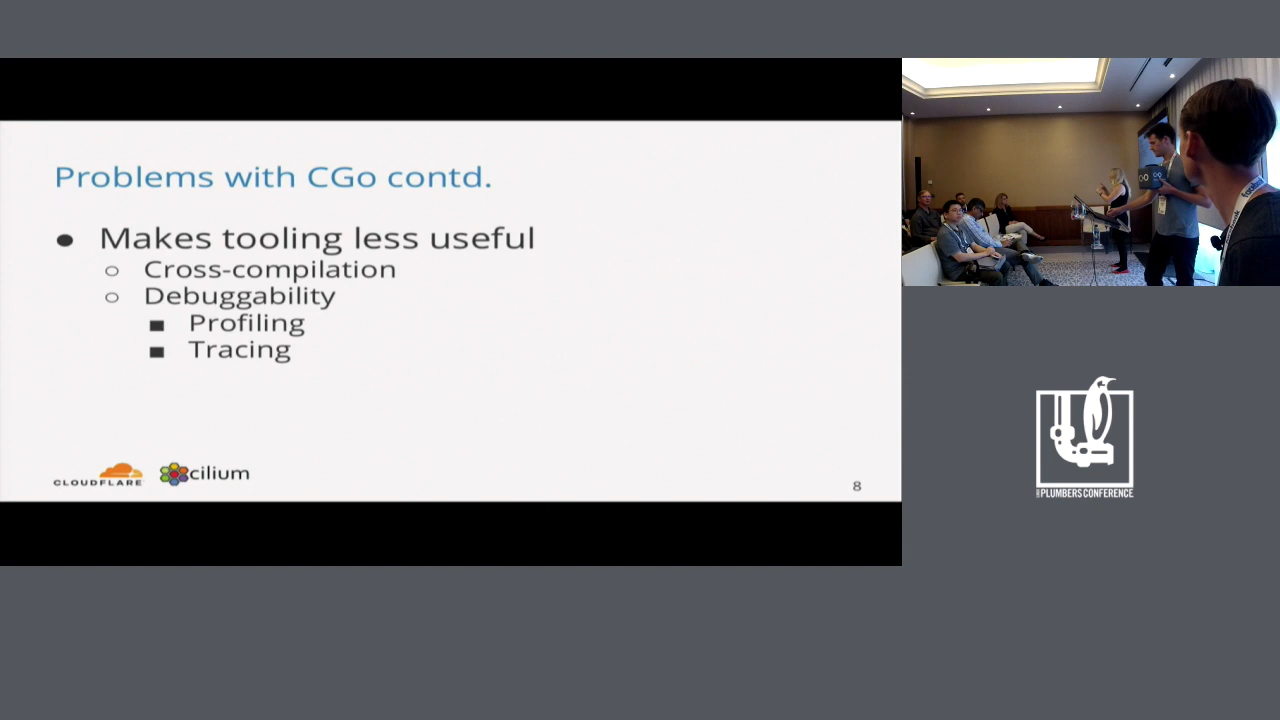 Problems with CGo contd.
● Makes tooling less useful
○ Cross-compilation
○ Debuggability
■ Profiling
■ Tracing
CLOUDFLARE
cilium
8
PLUMBERS CONFERENCE